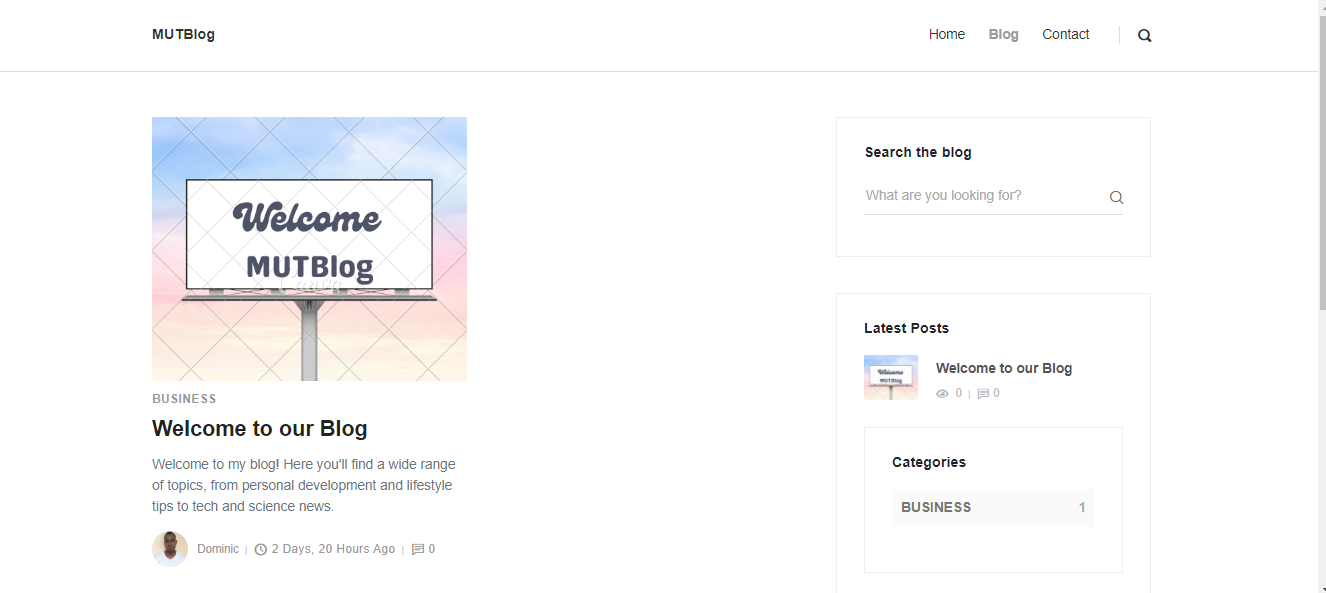 MUTBlog
Home Blog Contact
Welcome
MUTBlog
Canva
BUSINESS
Welcome to our Blog
Welcome to my blog! Here you'll find a wide range
of topics, from personal development and lifestyle
tips to tech and science news.
Dominic | 2 Days, 20 Hours Ago | 0
Search the blog
What are you looking for?
Latest Posts
Welcome
MUTBlog
Welcome to our Blog
0 | 0
Categories
BUSINESS 1